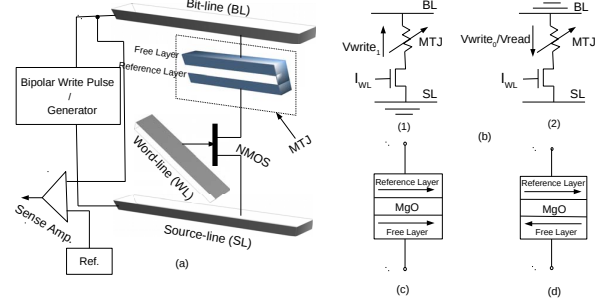 Bit-line (BL)
Free Layer
Reference Layer
Bipolar Write Pulse
/
Generator
NMOS
MTJ
Word-line (WL)
Sense Amp.
Source-line (SL)
Ref.
(a)
BL
Vwrite₁
MTJ
I_WL
SL
(1)
BL
Vwrite₀/Vread
MTJ
I_WL
SL
(2)
(b)
Reference Layer
MgO
Free Layer
(c)
Reference Layer
MgO
Free Layer
(d)